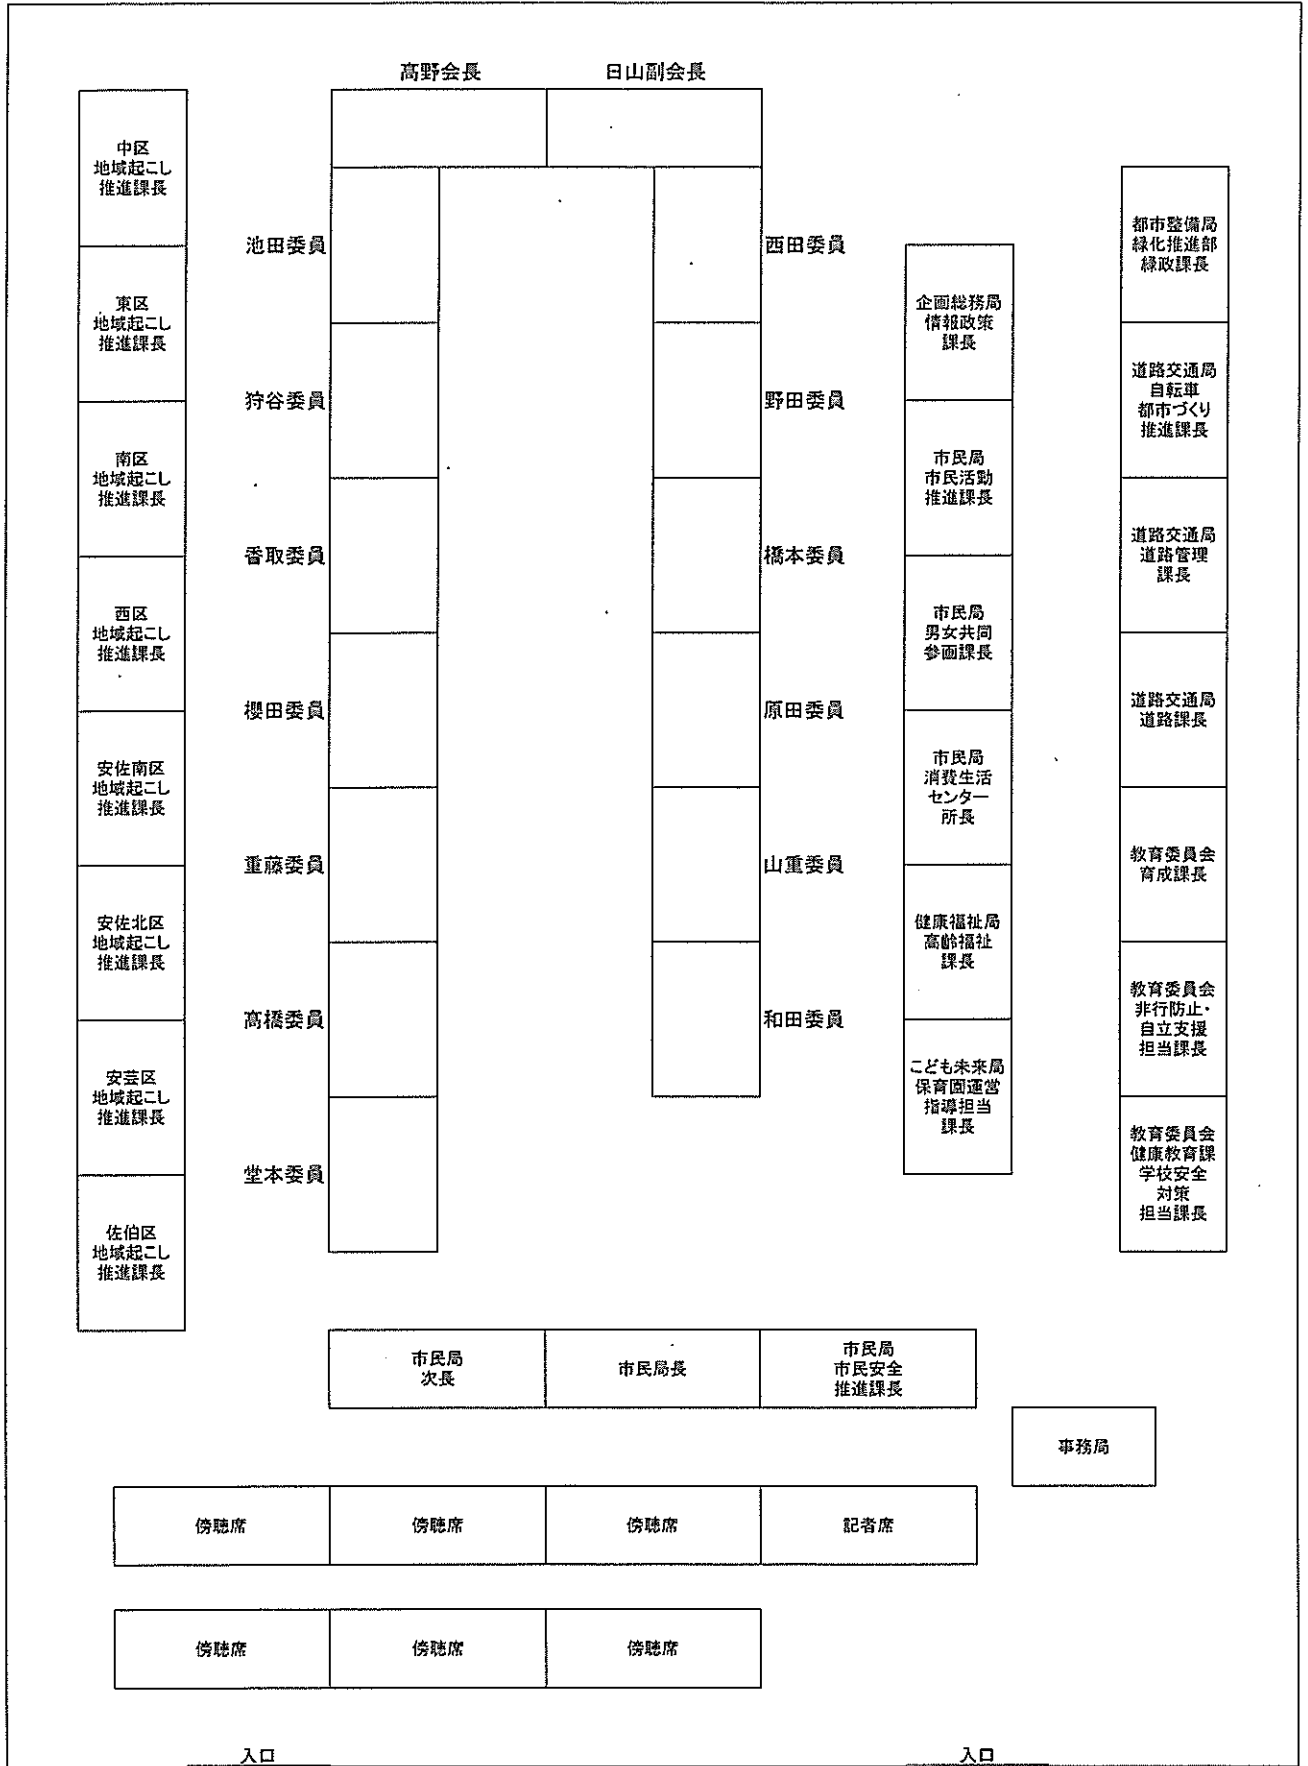 高野会長
日山副会長
中区
地域起こし
推進課長
東区
地域起こし
推進課長
南区
地域起こし
推進課長
西区
地域起こし
推進課長
安佐南区
地域起こし
推進課長
安佐北区
地域起こし
推進課長
安芸区
地域起こし
推進課長
佐伯区
地域起こし
推進課長
池田委員
狩谷委員
香取委員
櫻田委員
重藤委員
高橋委員
堂本委員
西田委員
野田委員
橋本委員
原田委員
山重委員
和田委員
企画総務局
情報政策
課長
市民局
市民活動
推進課長
市民局
男女共同
参画課長
市民局
消費生活
センター
所長
健康福祉局
高齢福祉
課長
こども未来局
保育園運営
指導担当
課長
都市整備局
緑化推進部
緑政課長
道路交通局
自転車
都市づくり
推進課長
道路交通局
道路管理
課長
道路交通局
道路課長
教育委員会
育成課長
教育委員会
非行防止・
自立支援
担当課長
教育委員会
健康教育課
学校安全
対策
担当課長
市民局
次長
市民局長
市民局
市民安全
推進課長
事務局
傍聴席
傍聴席
傍聴席
記者席
傍聴席
傍聴席
傍聴席
入口
入口